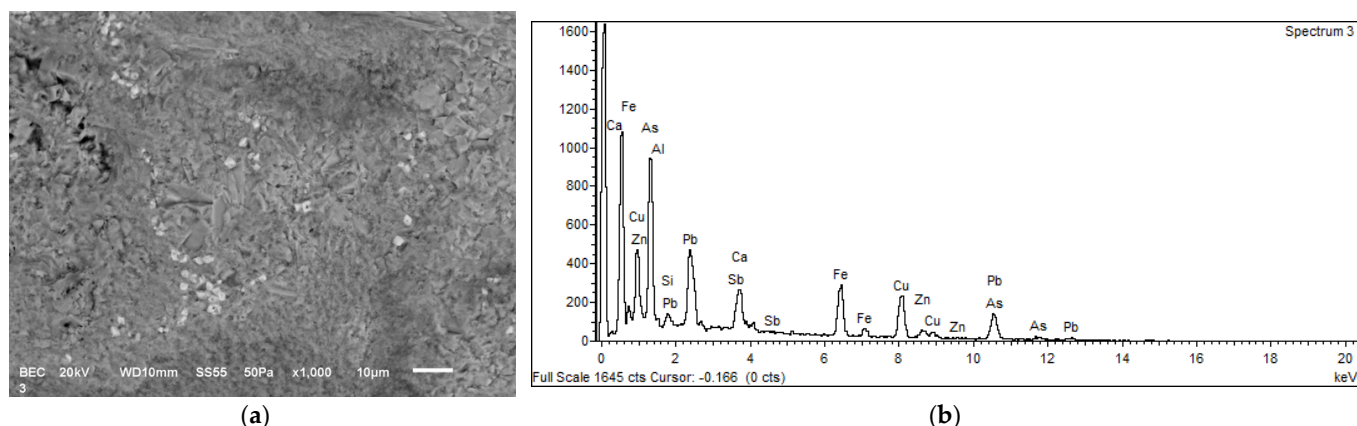 BEC 20kV WD10mm SS55 50Pa x1,000 10μm
3
(a)
Spectrum 3
1600
1400
1200
1000
800
600
400
200
0
Fe
Ca As
Al
Cu
Zn
Si
Pb
Pb
Ca
Sb
Sb
Fe
Fe
Cu
Zn
Cu
Zn
Pb
As
As
Pb
0 2 4 6 8 10 12 14 16 18 20
Full Scale 1645 cts Cursor: -0.166 (0 cts) keV
(b)